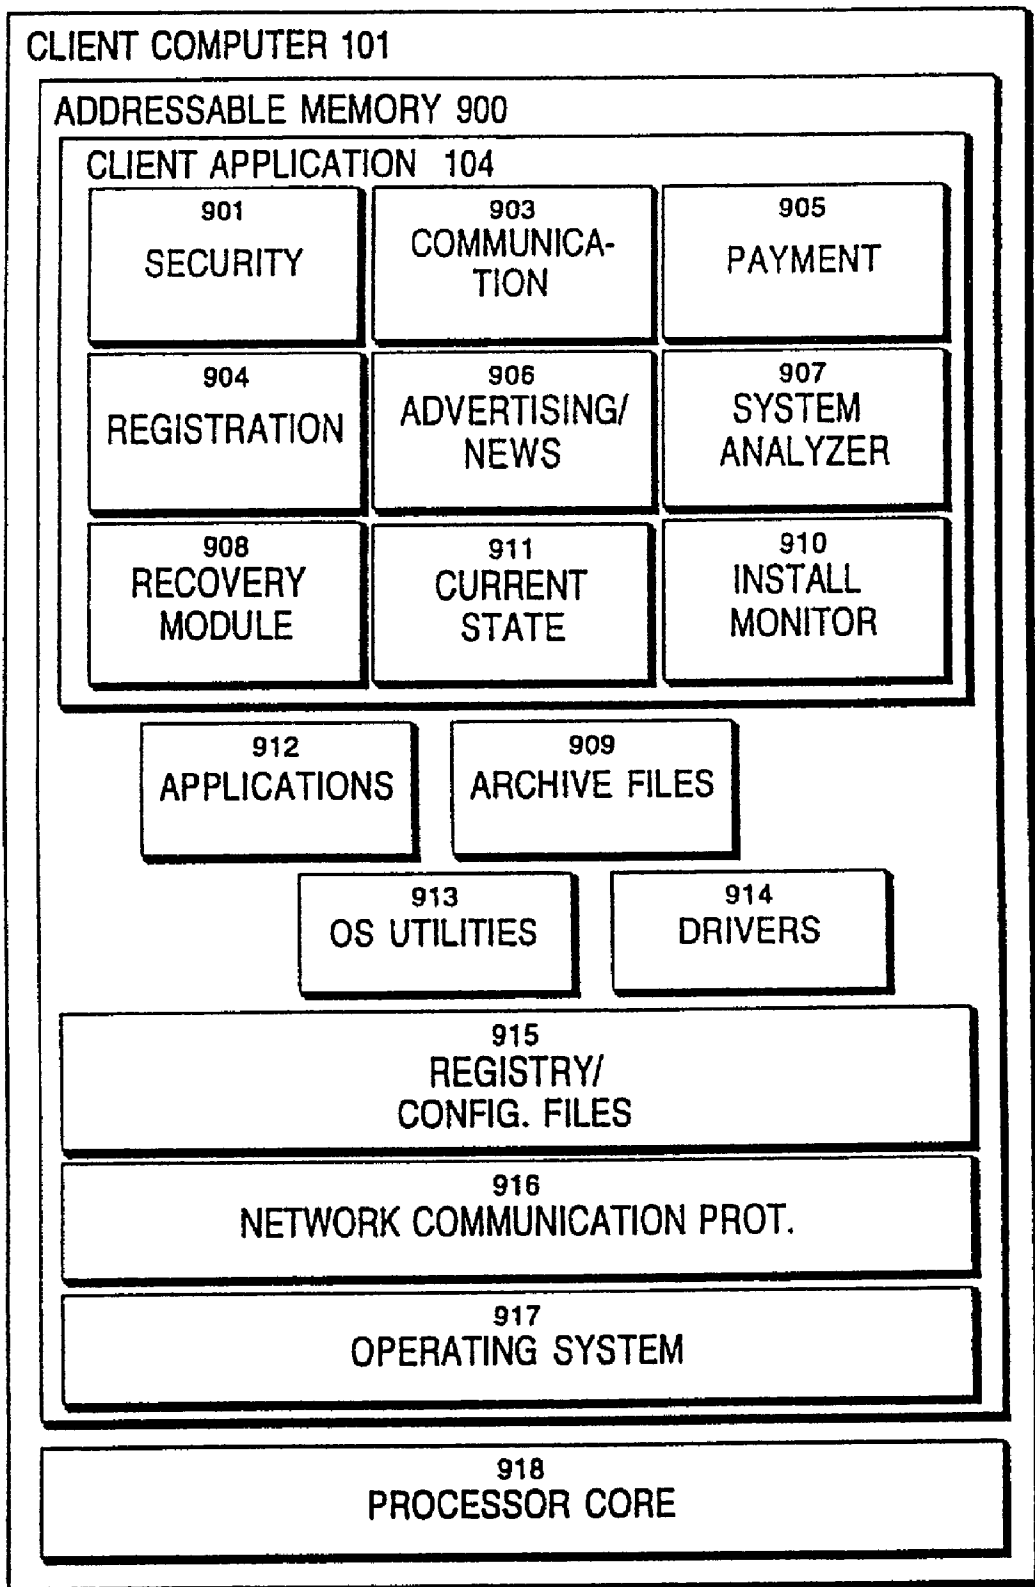 CLIENT COMPUTER 101
ADDRESSABLE MEMORY 900
CLIENT APPLICATION 104
901
SECURITY
903
COMMUNICA-
TION
905
PAYMENT
904
REGISTRATION
906
ADVERTISING/
NEWS
907
SYSTEM
ANALYZER
908
RECOVERY
MODULE
911
CURRENT
STATE
910
INSTALL
MONITOR
912
APPLICATIONS
909
ARCHIVE FILES
913
OS UTILITIES
914
DRIVERS
915
REGISTRY/
CONFIG. FILES
916
NETWORK COMMUNICATION PROT.
917
OPERATING SYSTEM
918
PROCESSOR CORE